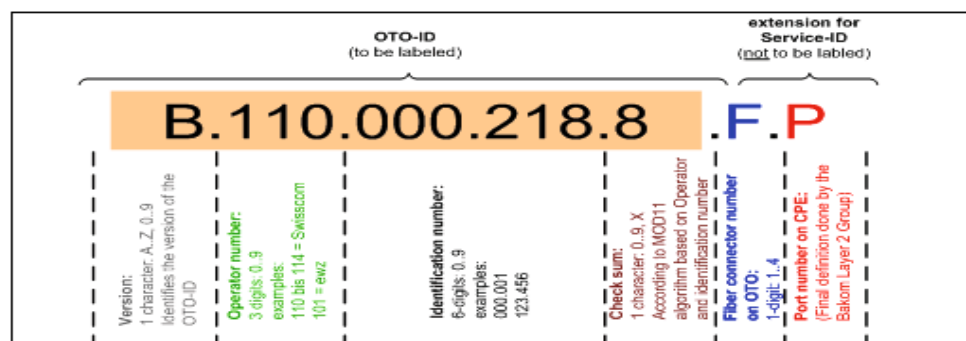 OTO-ID
(to be labeled)
extension for
Service-ID
(not to be labled)
B.110.000.218.8 .F.P
Version:
1 character: A..Z, 0..9
Identifies the version of the
OTO-ID
Operator number:
3 digits: 0..9
examples:
110 bis 114 = Swisscom
101 = ewz
Identification number:
6-digits: 0..9
examples:
000.001
123.456
Check sum:
1 character: 0..9, X
According to MOD11
algorithm based on Operator
and identification number
Fiber connector number
on OTO:
1-digit: 1..4
Port number on CPE:
(Final definition done by the
Bakom Layer 2 Group)